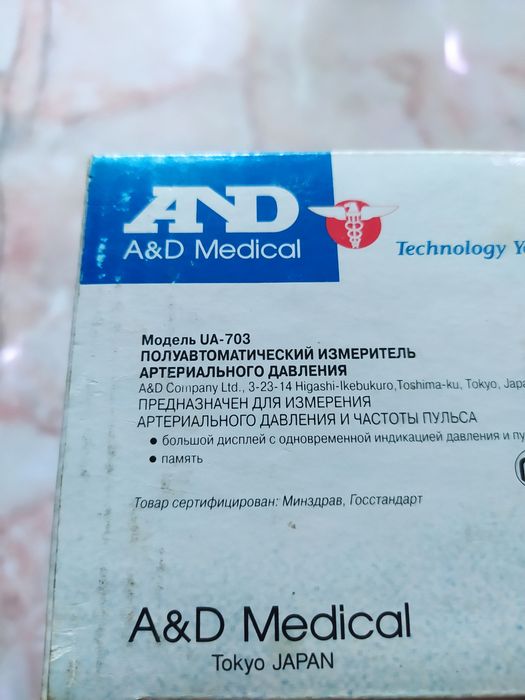 AND
A&D Medical
Technology
Модель UA-703
ПОЛУАВТОМАТИЧЕСКИЙ ИЗМЕРИТЕЛЬ
АРТЕРИАЛЬНОГО ДАВЛЕНИЯ
A&D Company Ltd., 3-23-14 Higashi-Ikebukuro,Toshima-ku, Tokyo,
ПРЕДНАЗНАЧЕН ДЛЯ ИЗМЕРЕНИЯ
АРТЕРИАЛЬНОГО ДАВЛЕНИЯ И ЧАСТОТЫ ПУЛЬСА
• большой дисплей с одновременной индикацией давления и
• память
Товар сертифицирован: Минздрав, Госстандарт
A&D Medical
Tokyo JAPAN